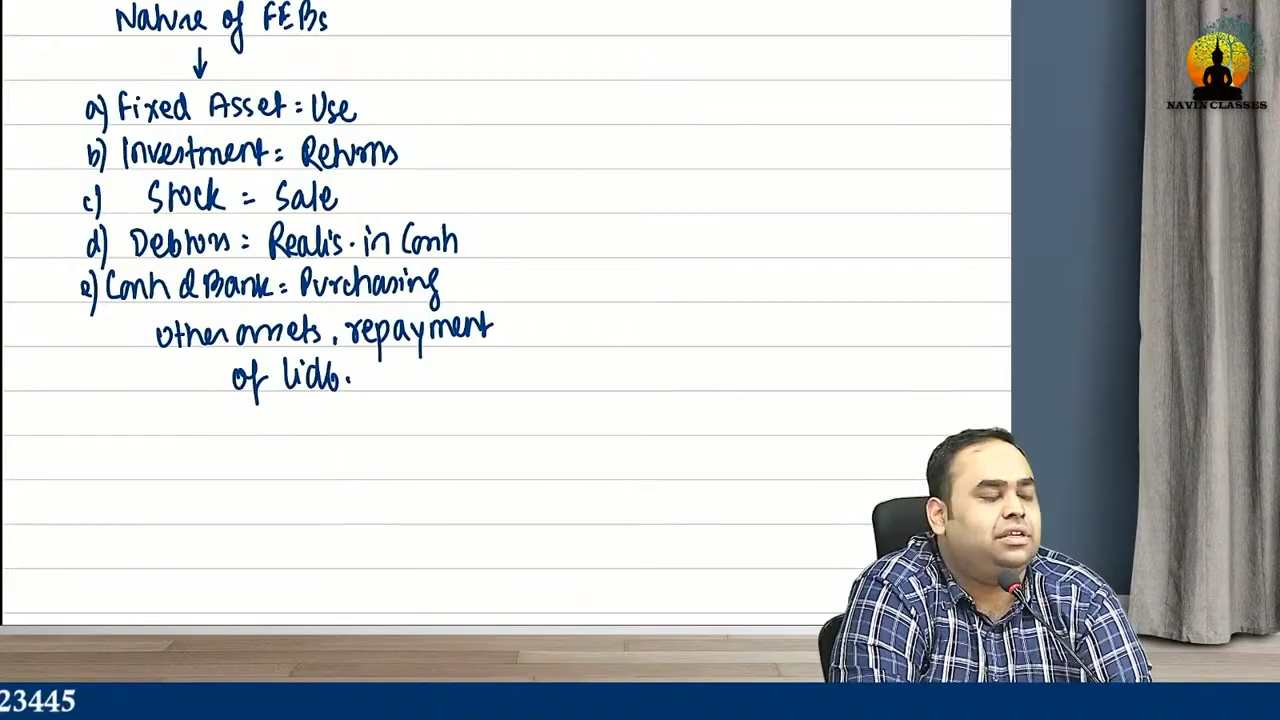 Nature of FEBs
↓
a) Fixed Asset = Use
b) Investment = Returns
c) Stock = Sale
d) Debtors = Realis. in Cash
e) Cash & Bank = Purchasing
other assets, repayment
of liab.
NAVIN CLASSES
23445